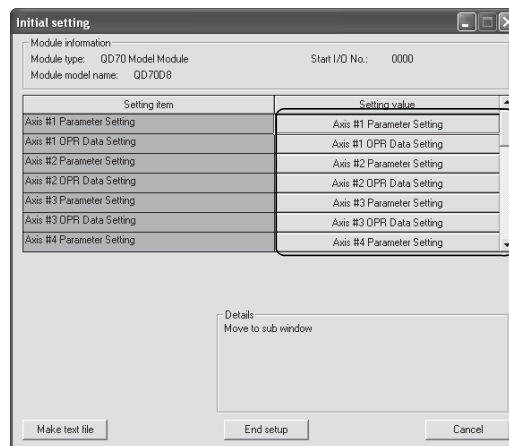 Initial setting
Module information
Module type: QD70 Model Module Start I/O No.: 0000
Module model name: QD70D8
Setting item Setting value
Axis #1 Parameter Setting Axis #1 Parameter Setting
Axis #1 OPR Data Setting Axis #1 OPR Data Setting
Axis #2 Parameter Setting Axis #2 Parameter Setting
Axis #2 OPR Data Setting Axis #2 OPR Data Setting
Axis #3 Parameter Setting Axis #3 Parameter Setting
Axis #3 OPR Data Setting Axis #3 OPR Data Setting
Axis #4 Parameter Setting Axis #4 Parameter Setting
Details
Move to sub window
Make text file End setup Cancel